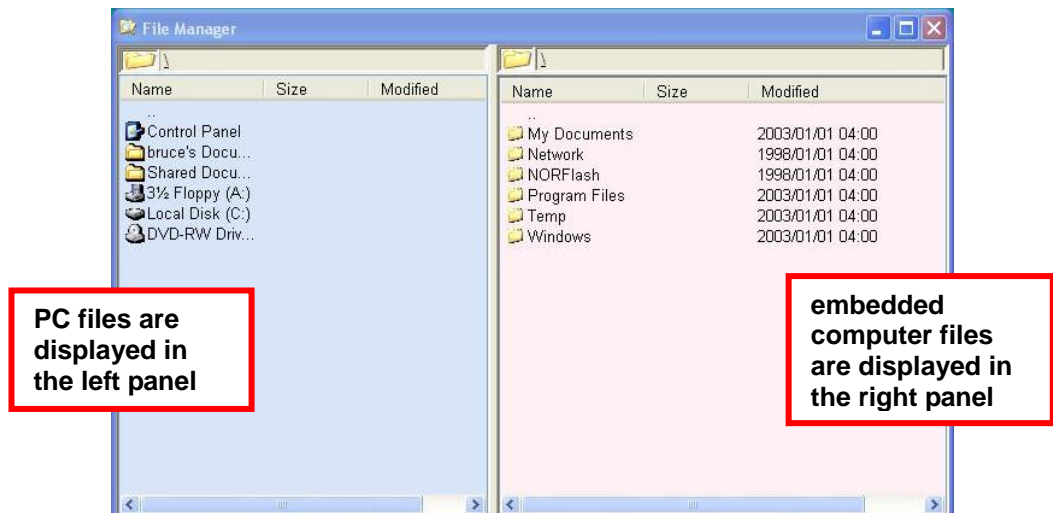 File Manager
\
Name Size Modified
..
Control Panel
bruce's Docu...
Shared Docu...
3½ Floppy (A:)
Local Disk (C:)
DVD-RW Driv...
\
Name Size Modified
..
My Documents 2003/01/01 04:00
Network 1998/01/01 04:00
NORFlash 1998/01/01 04:00
Program Files 2003/01/01 04:00
Temp 2003/01/01 04:00
Windows 2003/01/01 04:00
PC files are
displayed in
the left panel
embedded
computer files
are displayed in
the right panel